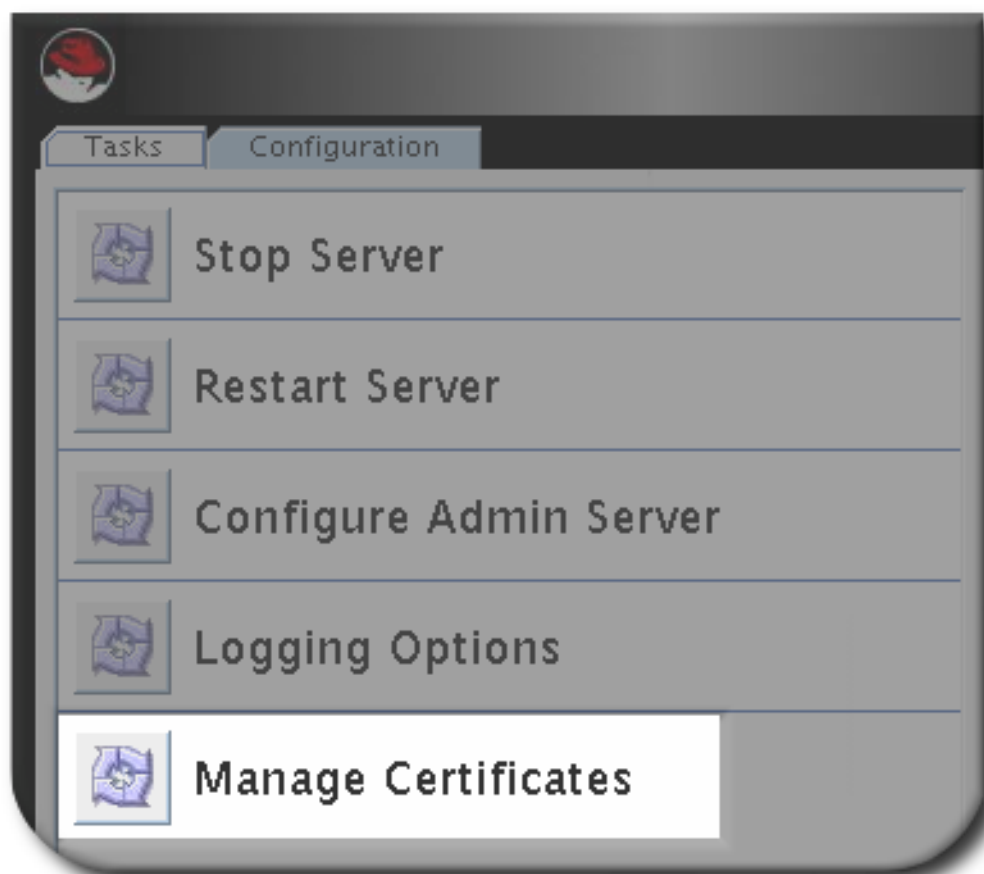 Tasks
Configuration
Stop Server
Restart Server
Configure Admin Server
Logging Options
Manage Certificates